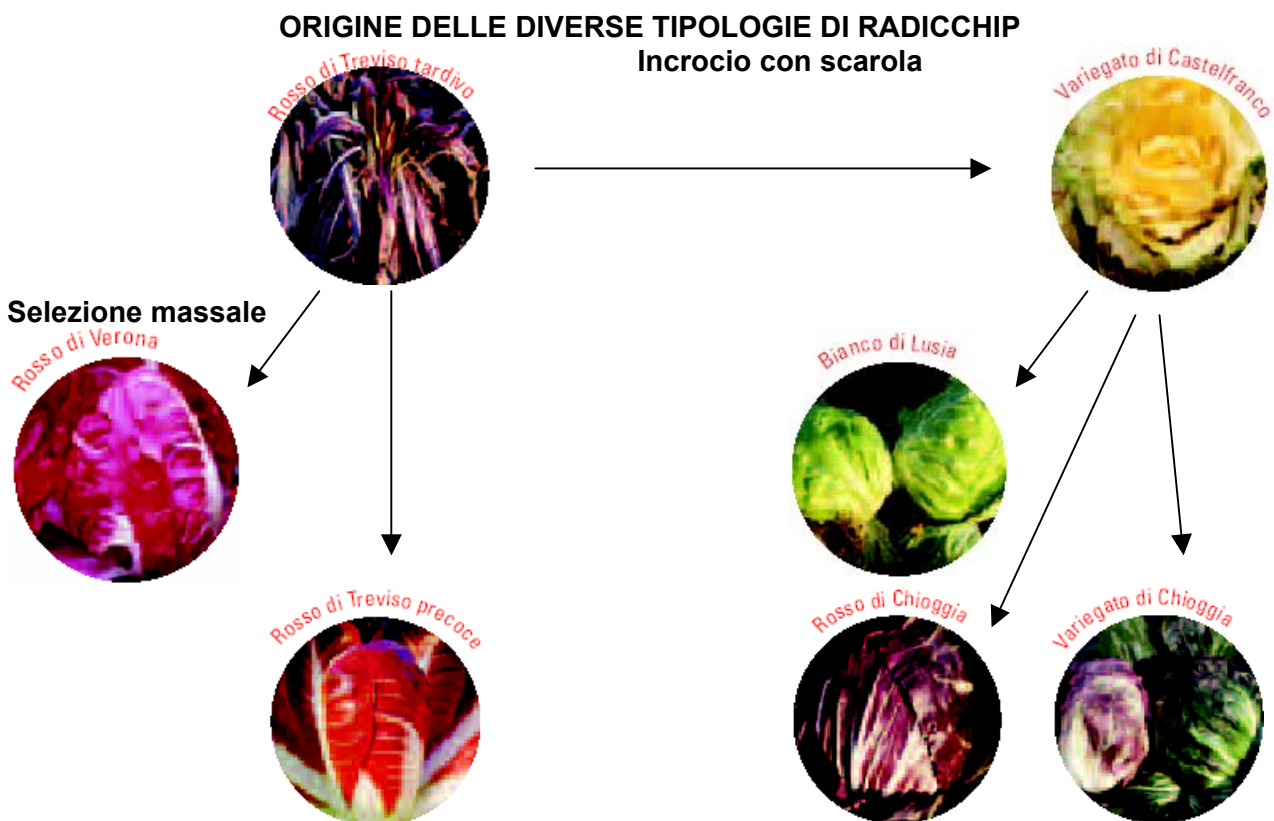 ORIGINE DELLE DIVERSE TIPOLOGIE DI RADICCHIP
Incrocio con scarola
Rosso di Treviso tardivo
Variegato di Castelfranco
Selezione massale
Rosso di Verona
Bianco di Lusia
Rosso di Treviso precoce
Rosso di Chioggia
Variegato di Chioggia